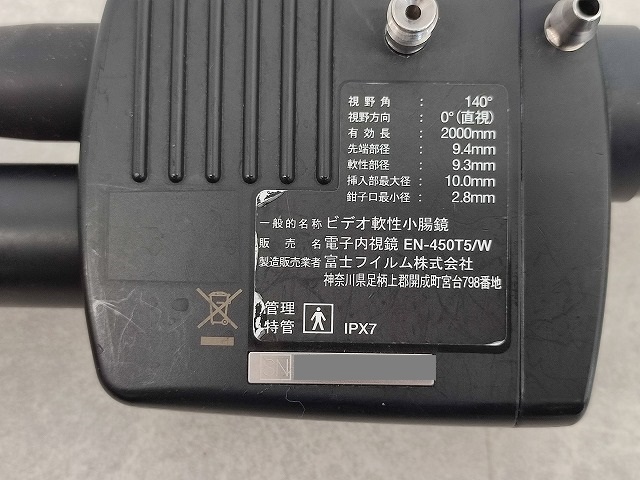 視野角 : 140°
視野方向 : 0°(直視)
有効長 : 2000mm
先端部径 : 9.4mm
軟性部径 : 9.3mm
挿入部最大径 : 10.0mm
鉗子口最小径 : 2.8mm
一般的名称 ビデオ軟性小腸鏡
販売名 電子内視鏡 EN-450T5/W
製造販売業者 富士フイルム株式会社
神奈川県足柄上郡開成町宮台798番地
管理
特管 IPX7
SN